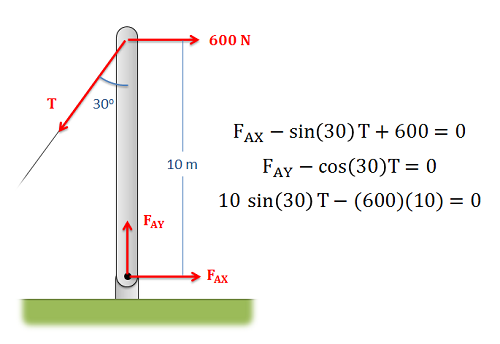 600 N
T
30º
10 m
F_AX − sin(30) T + 600 = 0
F_AY − cos(30)T = 0
10 sin(30) T − (600)(10) = 0
F_AY
F_AX